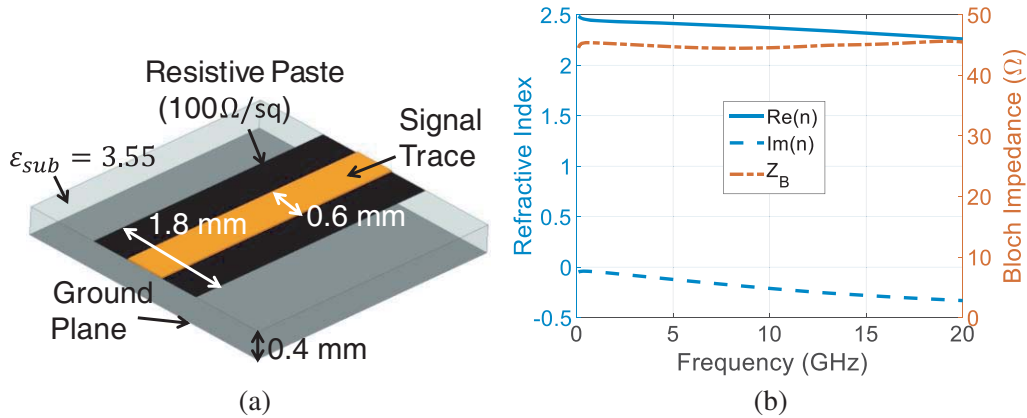 (a)
Resistive Paste
(100Ω/sq)
Signal
Trace
εsub = 3.55
1.8 mm
0.6 mm
Ground
Plane
0.4 mm
(a)
(b)
2.5
2
1.5
1
0.5
0
-0.5
Refractive Index
50
40
30
20
10
0
Bloch Impedance (Ω)
Re(n)
Im(n)
Z_B
0
5
10
15
20
Frequency (GHz)
(b)